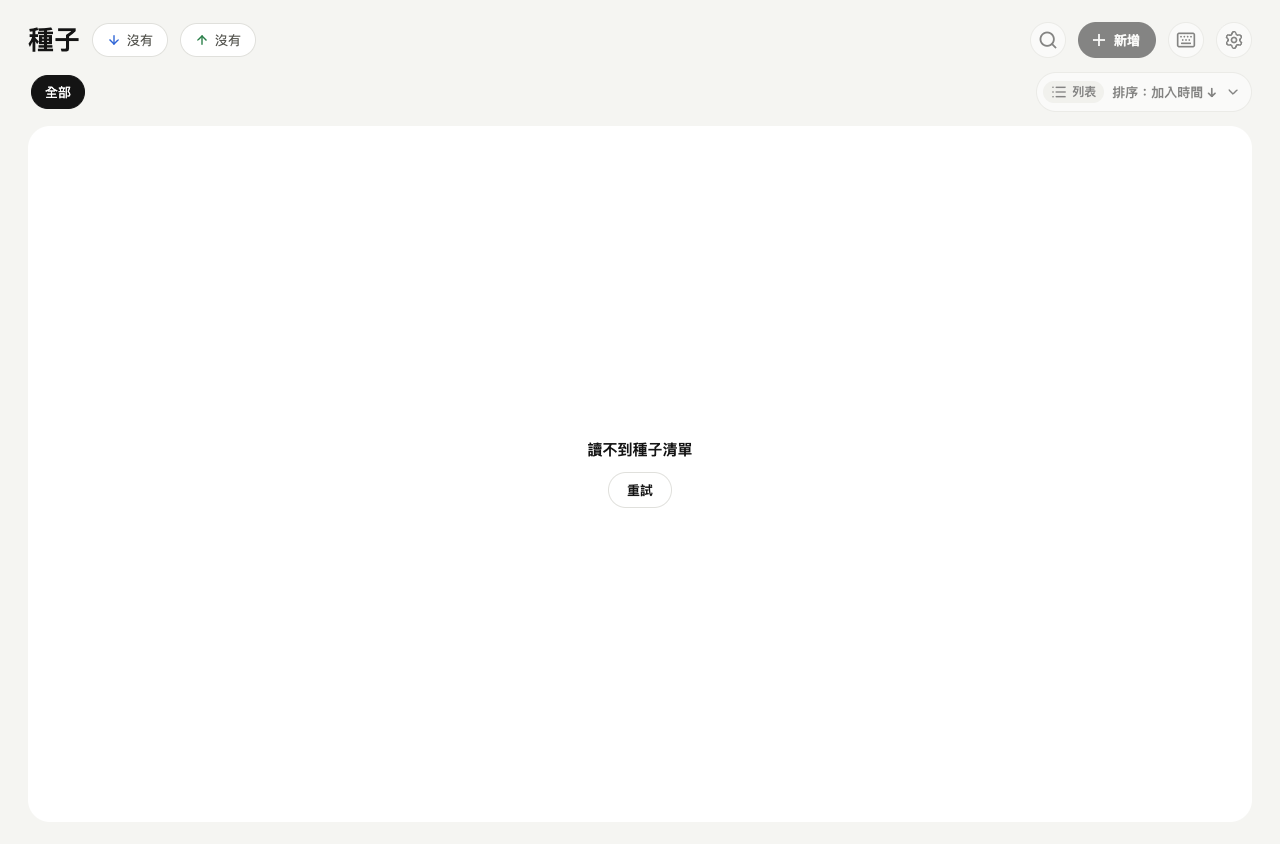 種子
沒有
沒有
新增
全部
列表
排序：加入時間
讀不到種子清單
重試